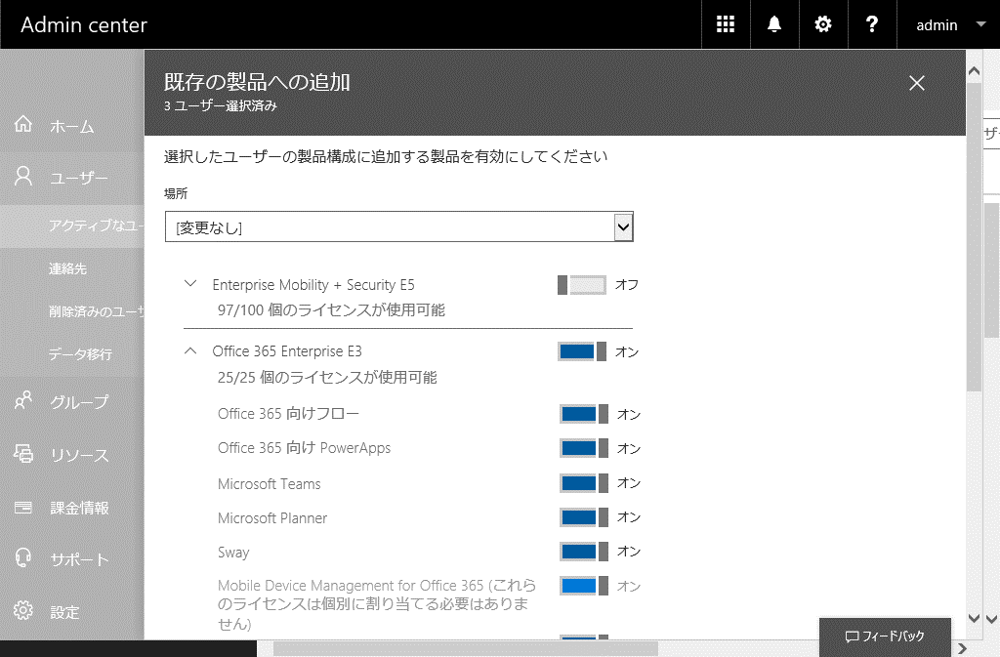 Admin center
?
admin
既存の製品への追加
3 ユーザー選択済み
ホーム
ユーザー
アクティブなユー
連絡先
削除済みのユーザ
データ移行
グループ
リソース
課金情報
サポート
設定
選択したユーザーの製品構成に追加する製品を有効にしてください
場所
[変更なし]
Enterprise Mobility + Security E5 オフ
97/100 個のライセンスが使用可能
Office 365 Enterprise E3 オン
25/25 個のライセンスが使用可能
Office 365 向けフロー オン
Office 365 向け PowerApps オン
Microsoft Teams オン
Microsoft Planner オン
Sway オン
Mobile Device Management for Office 365 (これら オン
のライセンスは個別に割り当てる必要はありま
せん)
ザ
フィードバック